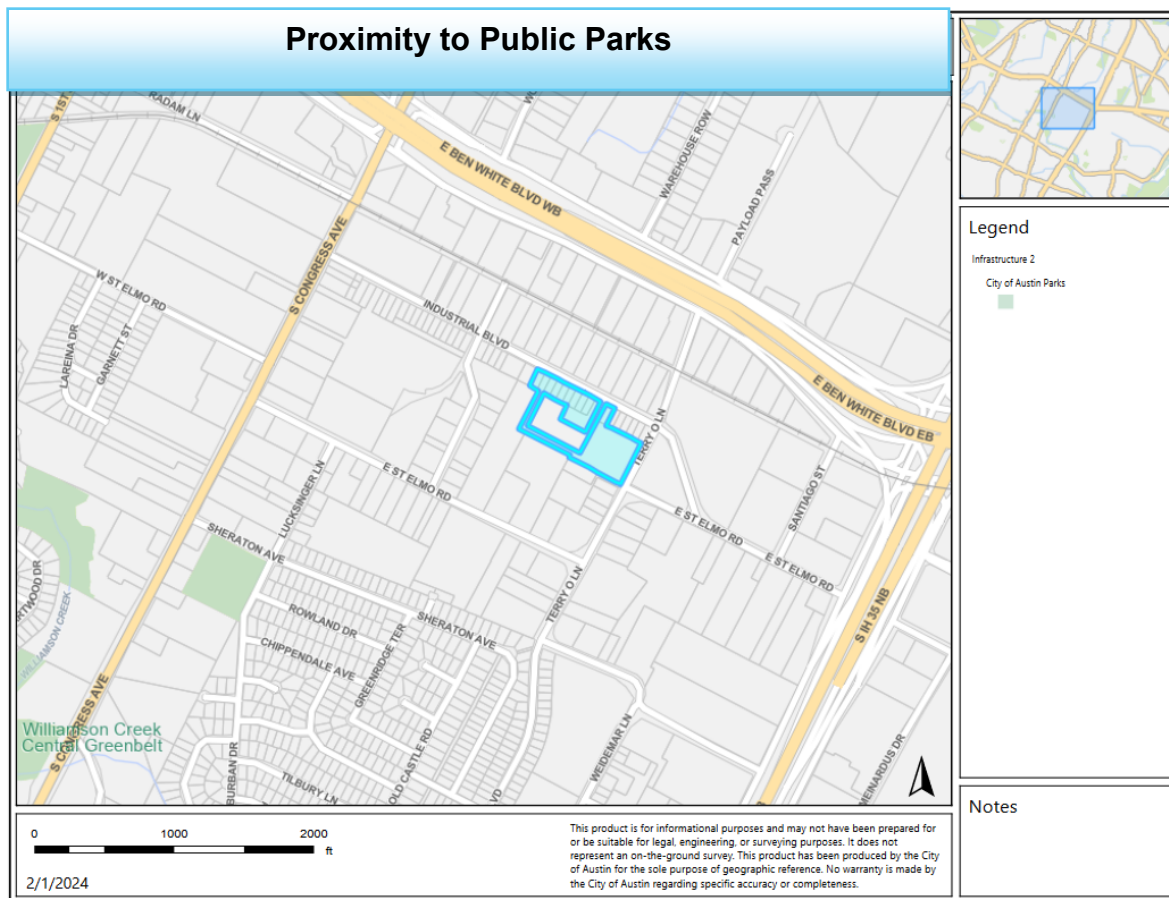 Proximity to Public Parks
RADAM LN
S 1ST
E BEN WHITE BLVD WB
WAREHOUSE ROW
PAYLOAD PASS
S CONGRESS AVE
W ST ELMO RD
LAREINA DR
GARNETT ST
INDUSTRIAL BLVD
E BEN WHITE BLVD EB
TERRY O LN
LUCKSINGER LN
E ST ELMO RD
SANTIAGO ST
E ST ELMO RD
E ST ELMO RD
SHERATON AVE
TERRY O LN
ROWLAND DR
SHERATON AVE
CHIPPENDALE AVE
GREENRIDGE TER
S IH 35 NB
WILLIAMSON CREEK
RTWOOD DR
S CONGRESS AVE
Williamson Creek
Central Greenbelt
WEIDEMAR LN
OLD CASTLE RD
BURBAN DR
TILBURY LN
VD
MEINARDUS DR
Legend
Infrastructure 2
City of Austin Parks
Notes
0 1000 2000
ft
2/1/2024
This product is for informational purposes and may not have been prepared for
or be suitable for legal, engineering, or surveying purposes. It does not
represent an on-the-ground survey. This product has been produced by the City
of Austin for the sole purpose of geographic reference. No warranty is made by
the City of Austin regarding specific accuracy or completeness.